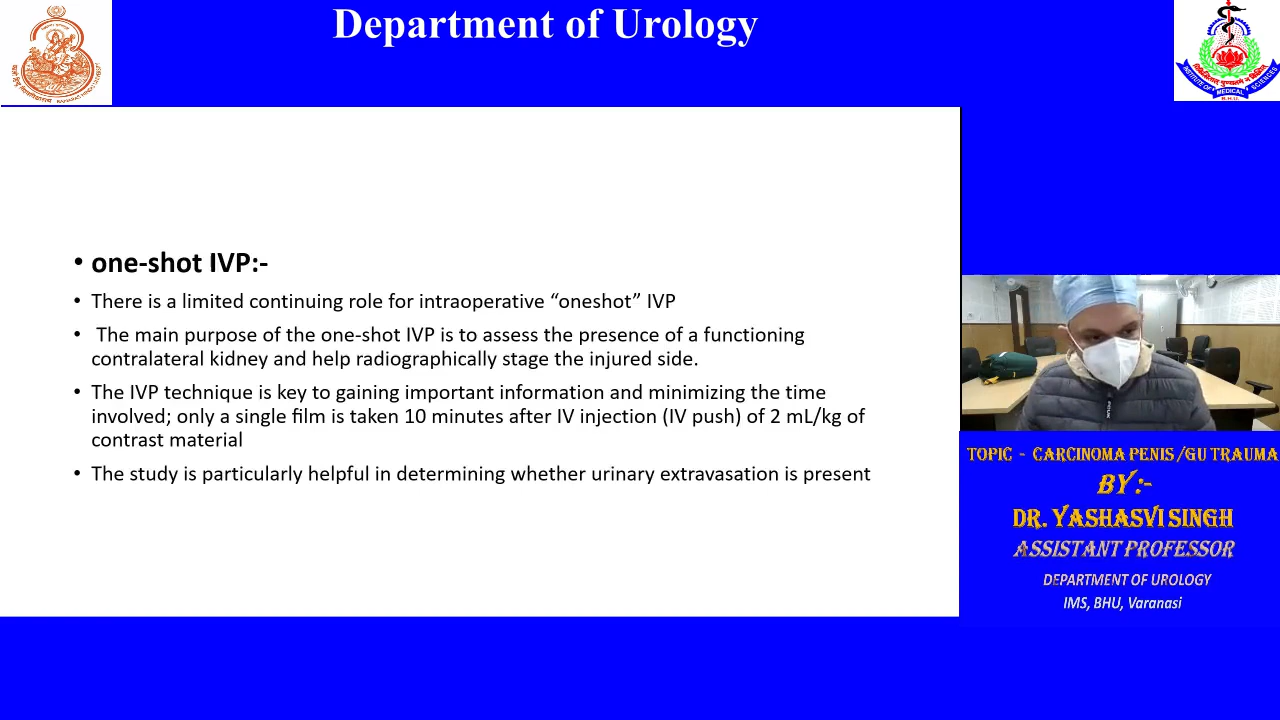 Department of Urology
INSTITUTE OF MEDICAL SCIENCES
B.H.U.
• one-shot IVP:-
• There is a limited continuing role for intraoperative “oneshot” IVP
• The main purpose of the one-shot IVP is to assess the presence of a functioning
contralateral kidney and help radiographically stage the injured side.
• The IVP technique is key to gaining important information and minimizing the time
involved; only a single film is taken 10 minutes after IV injection (IV push) of 2 mL/kg of
contrast material
• The study is particularly helpful in determining whether urinary extravasation is present
TOPIC - CARCINOMA PENIS /GU TRAUMA
BY:-
DR. YASHASVI SINGH
ASSISTANT PROFESSOR
DEPARTMENT OF UROLOGY
IMS, BHU, Varanasi